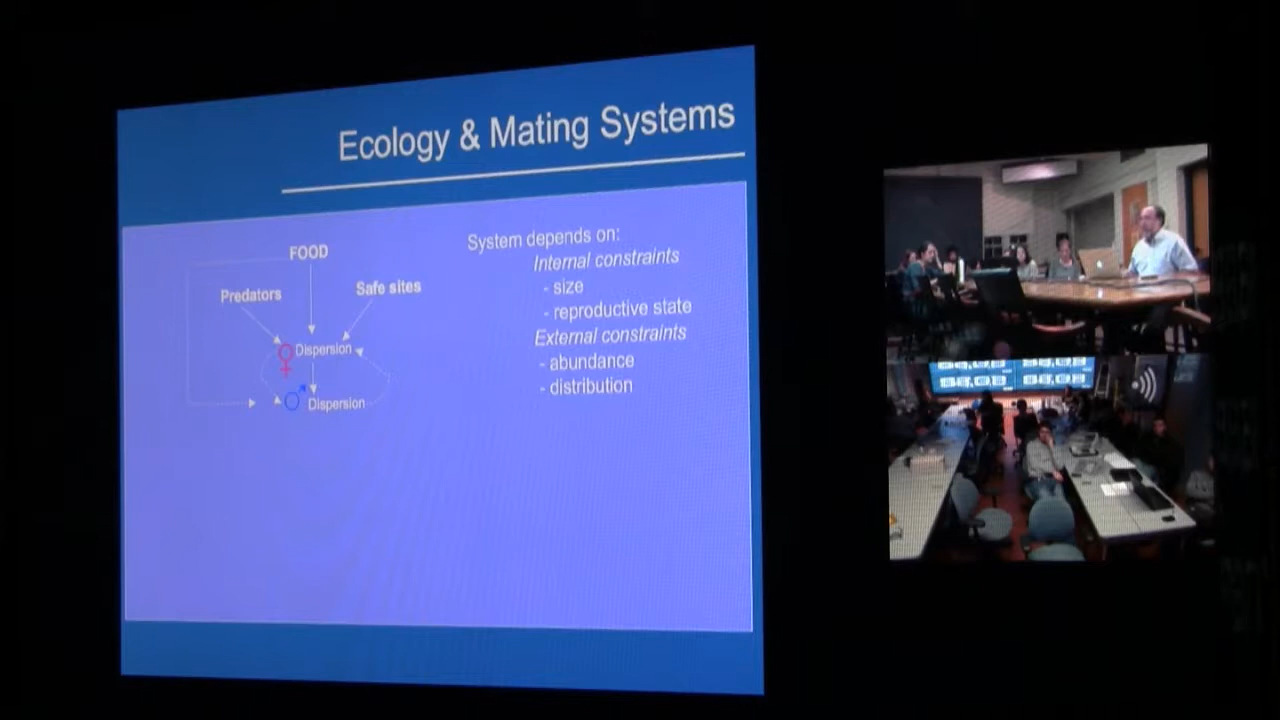 Ecology & Mating Systems
FOOD
Predators
Safe sites
♀ Dispersion
♂ Dispersion
System depends on:
Internal constraints
- size
- reproductive state
External constraints
- abundance
- distribution